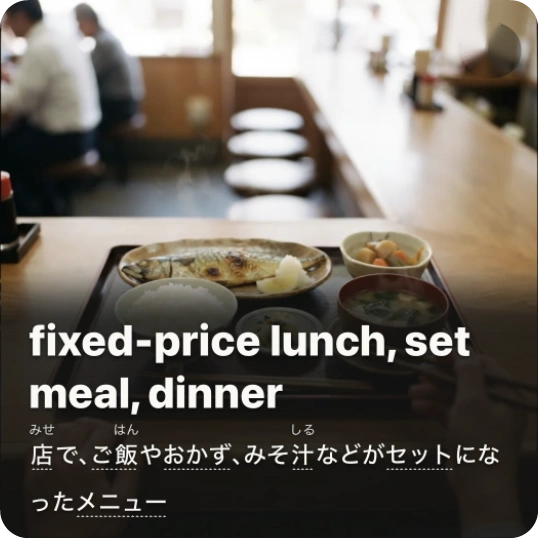 fixed-price lunch, set
meal, dinner
みせ はん しる
店で、ご飯やおかず、みそ汁などがセットにな
ったメニュー